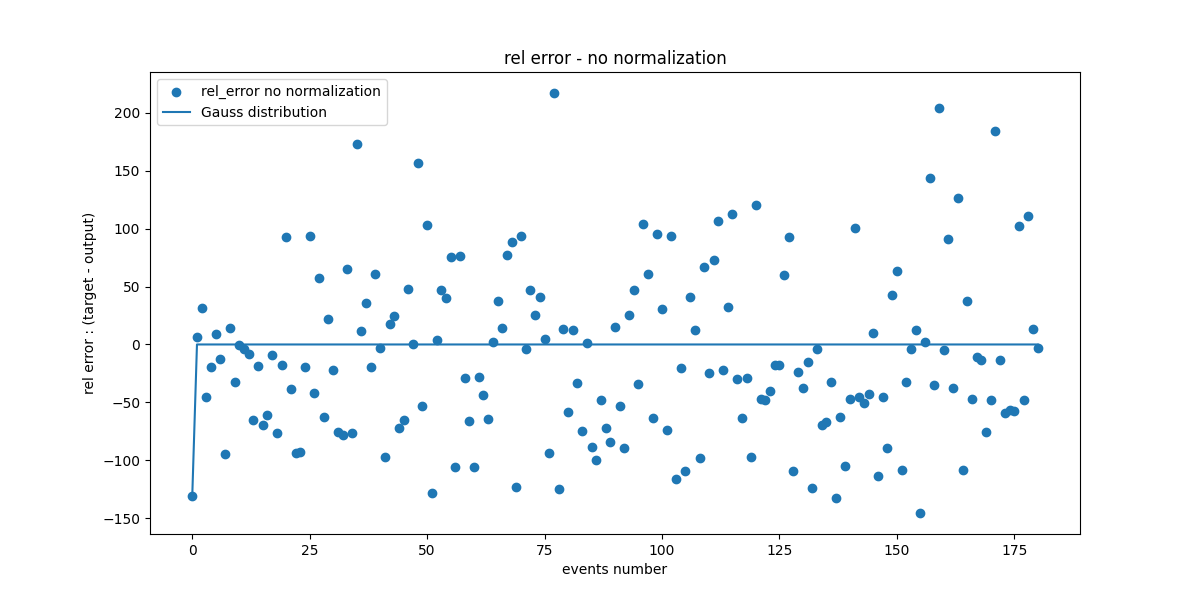 rel error - no normalization
rel_error no normalization
Gauss distribution
200
150
100
50
0
−50
−100
−150
rel error : (target - output)
0 25 50 75 100 125 150 175
events number